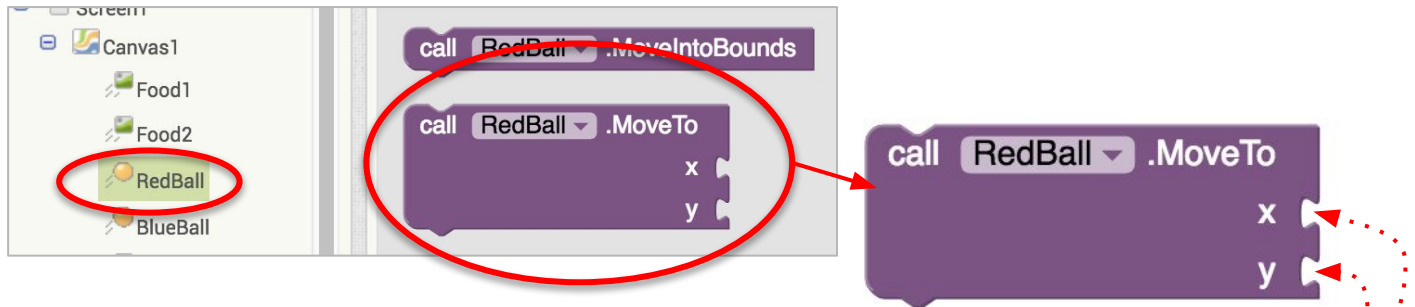 Screen1
Canvas1
Food1
Food2
RedBall
BlueBall
call RedBall .MoveIntoBounds
call RedBall .MoveTo
x
y
call RedBall .MoveTo
x
y